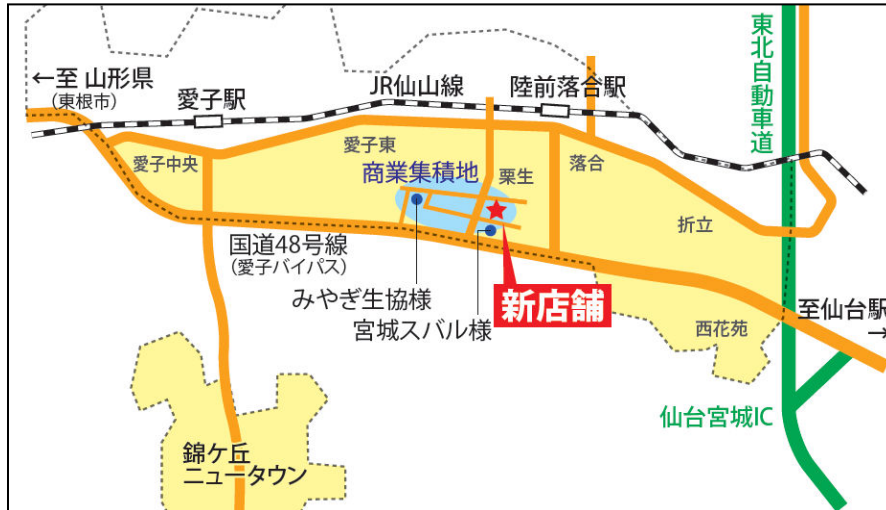 ←至 山形県
(東根市)
愛子駅
JR仙山線
陸前落合駅
東北自動車道
愛子中央
愛子東
商業集積地
栗生
落合
折立
国道48号線
(愛子バイパス)
みやぎ生協様
宮城スバル様
新店舗
西花苑
至仙台駅
→
仙台宮城IC
錦ケ丘
ニュータウン